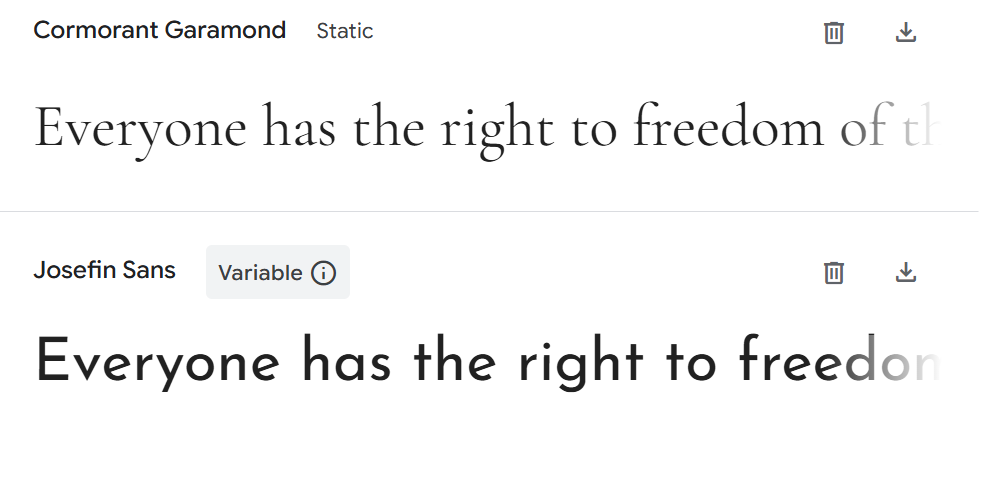 Cormorant Garamond Static
Everyone has the right to freedom of th
Josefin Sans Variable
Everyone has the right to freedom